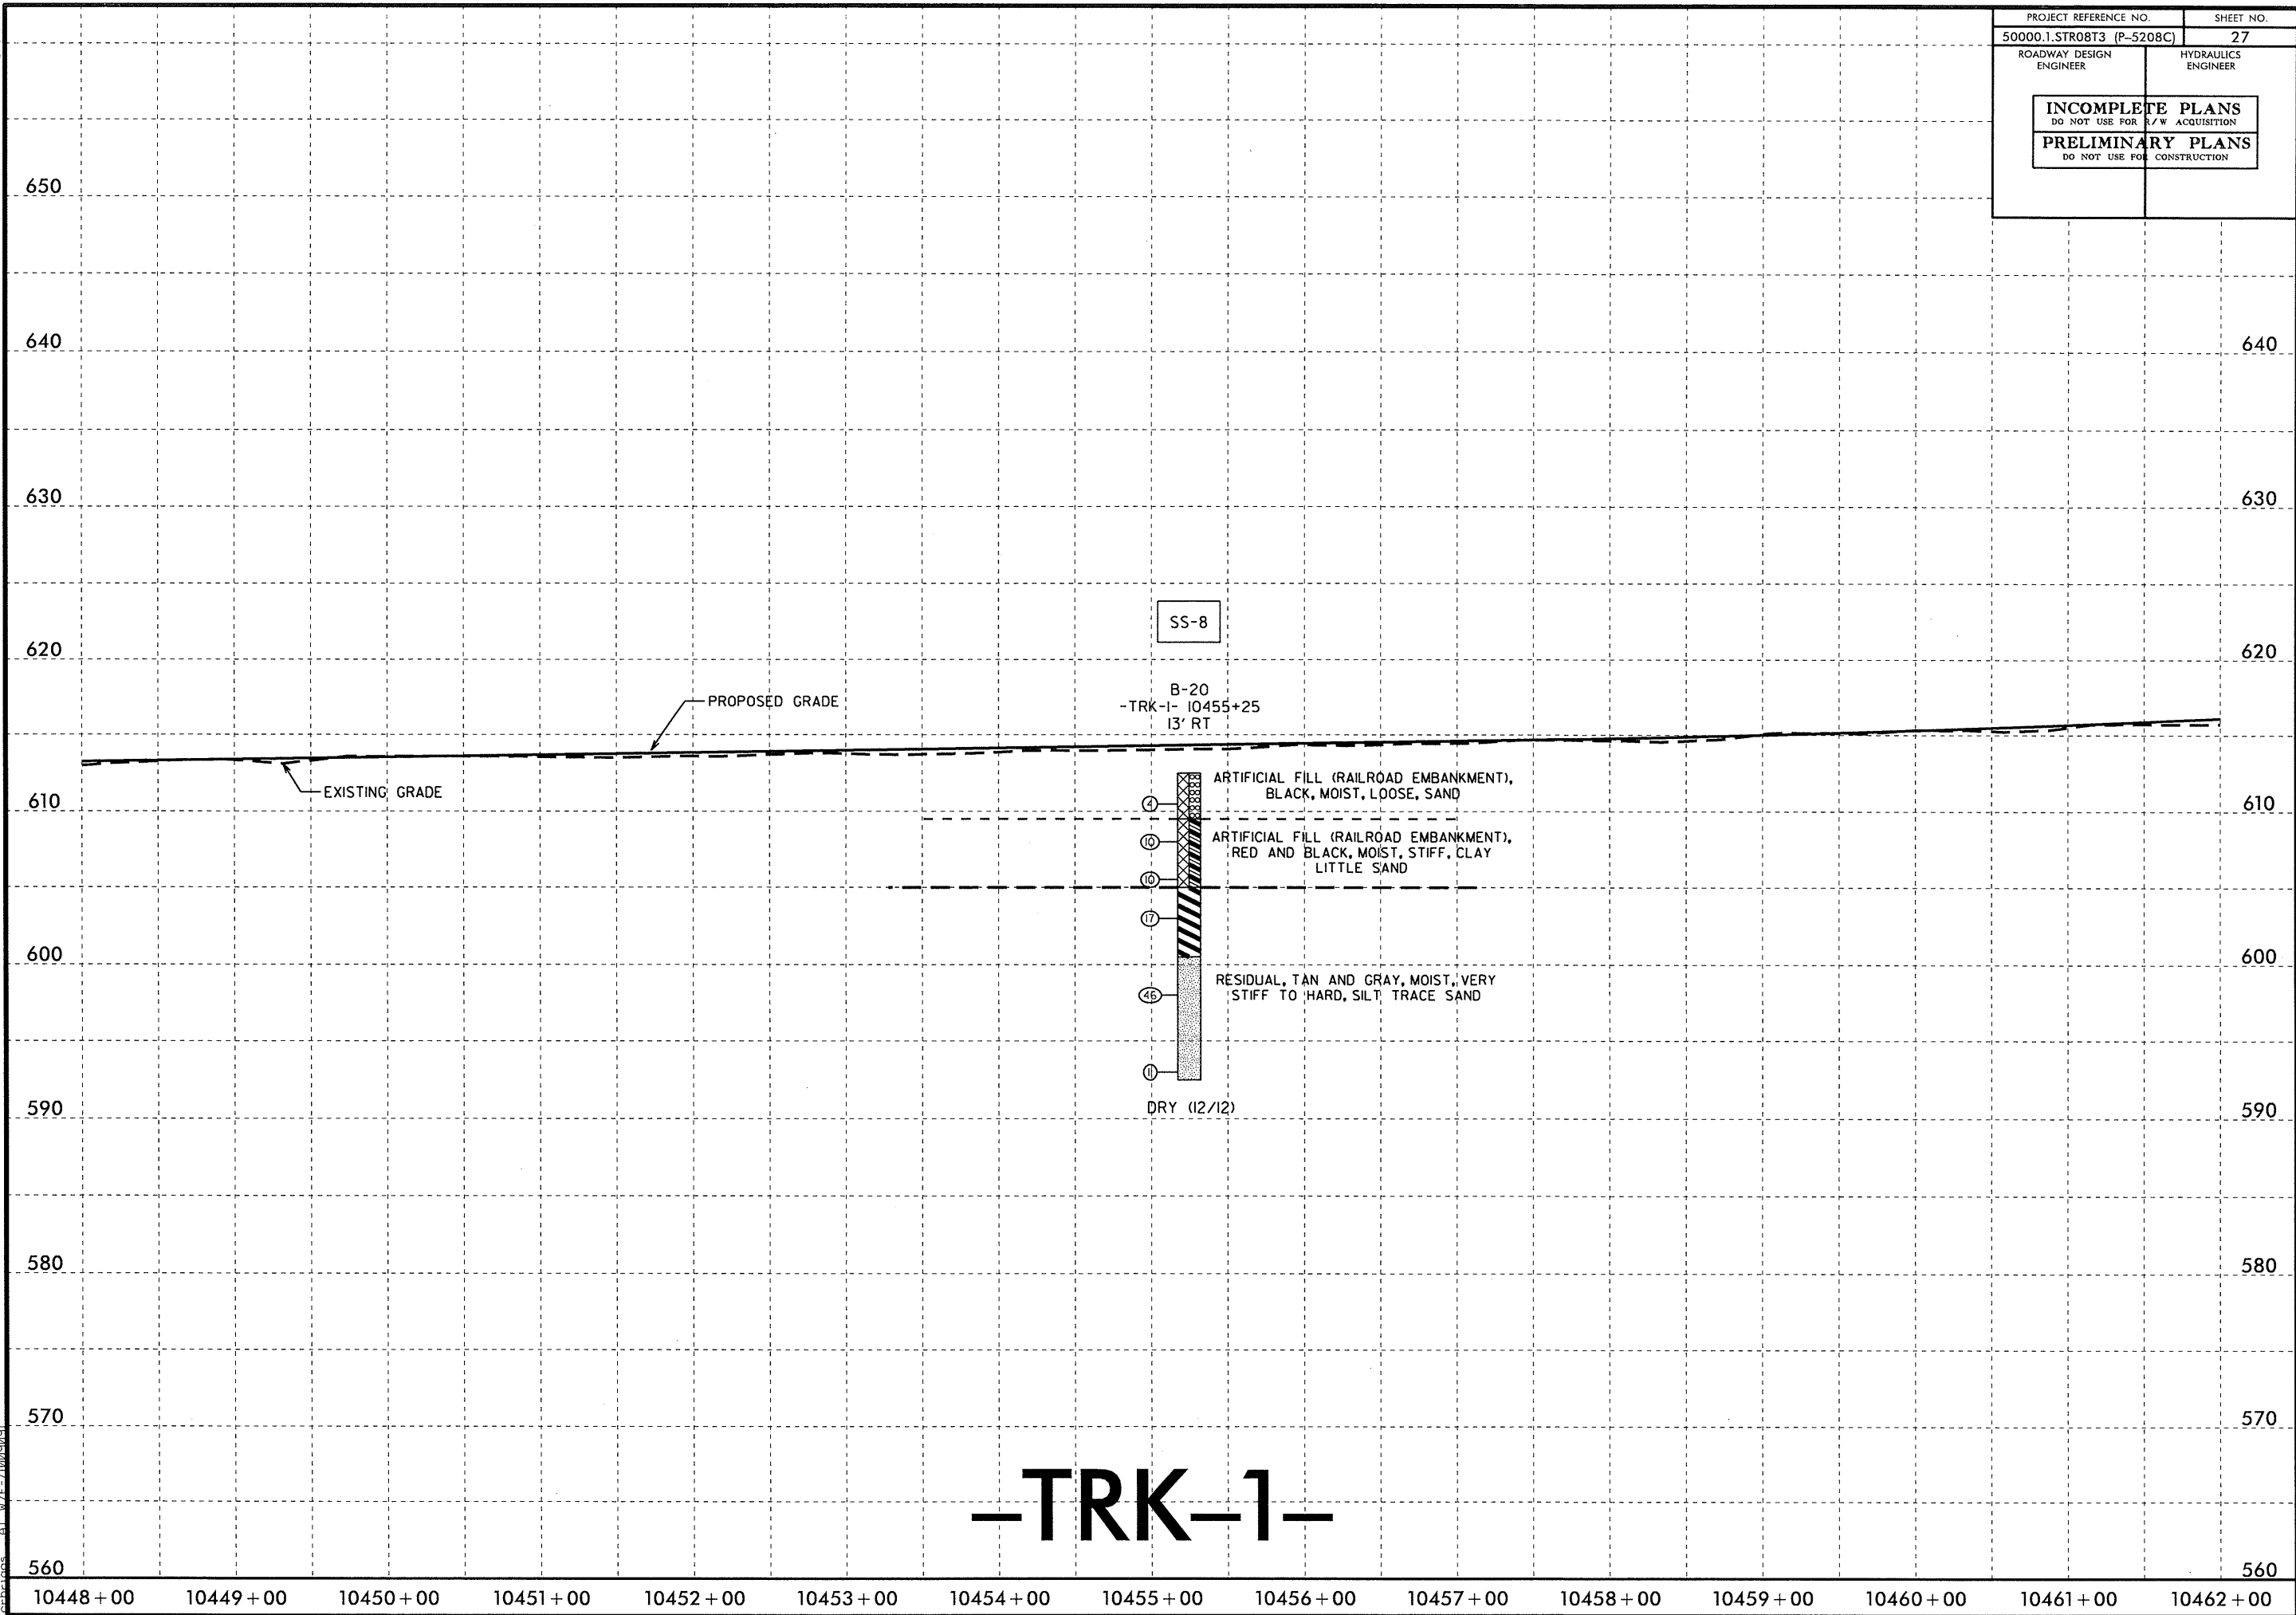 PROJECT REFERENCE NO. SHEET NO.
50000.1.STR08T3 (P-5208C) 27
ROADWAY DESIGN ENGINEER
HYDRAULICS ENGINEER
INCOMPLETE PLANS
DO NOT USE FOR R/W ACQUISITION
PRELIMINARY PLANS
DO NOT USE FOR CONSTRUCTION
650
640 640
630 630
SS-8
620 620
B-20
-TRK-1- 10455+25
13' RT
PROPOSED GRADE
EXISTING GRADE
ARTIFICIAL FILL (RAILROAD EMBANKMENT),
BLACK, MOIST, LOOSE, SAND
4
610 610
ARTIFICIAL FILL (RAILROAD EMBANKMENT),
RED AND BLACK, MOIST, STIFF, CLAY
LITTLE SAND
10
10
17
600 600
RESIDUAL, TAN AND GRAY, MOIST, VERY
STIFF TO HARD, SILT TRACE SAND
46
11
590 590
DRY (12/12)
580 580
570 570
-TRK-1-
560 560
10448+00 10449+00 10450+00 10451+00 10452+00 10453+00 10454+00 10455+00 10456+00 10457+00 10458+00 10459+00 10460+00 10461+00 10462+00